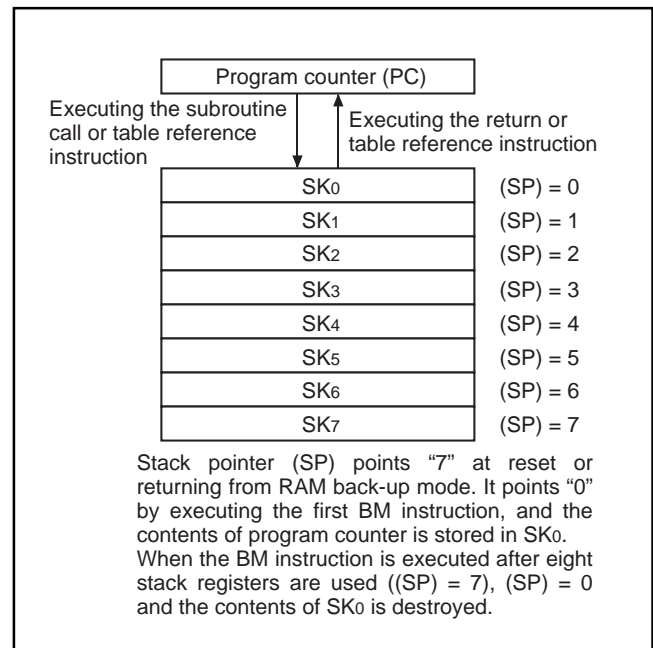 Program counter (PC)
Executing the subroutine
call or table reference
instruction
Executing the return or
table reference instruction
SK0 (SP) = 0
SK1 (SP) = 1
SK2 (SP) = 2
SK3 (SP) = 3
SK4 (SP) = 4
SK5 (SP) = 5
SK6 (SP) = 6
SK7 (SP) = 7
Stack pointer (SP) points “7” at reset or
returning from RAM back-up mode. It points “0”
by executing the first BM instruction, and the
contents of program counter is stored in SK0.
When the BM instruction is executed after eight
stack registers are used ((SP) = 7), (SP) = 0
and the contents of SK0 is destroyed.